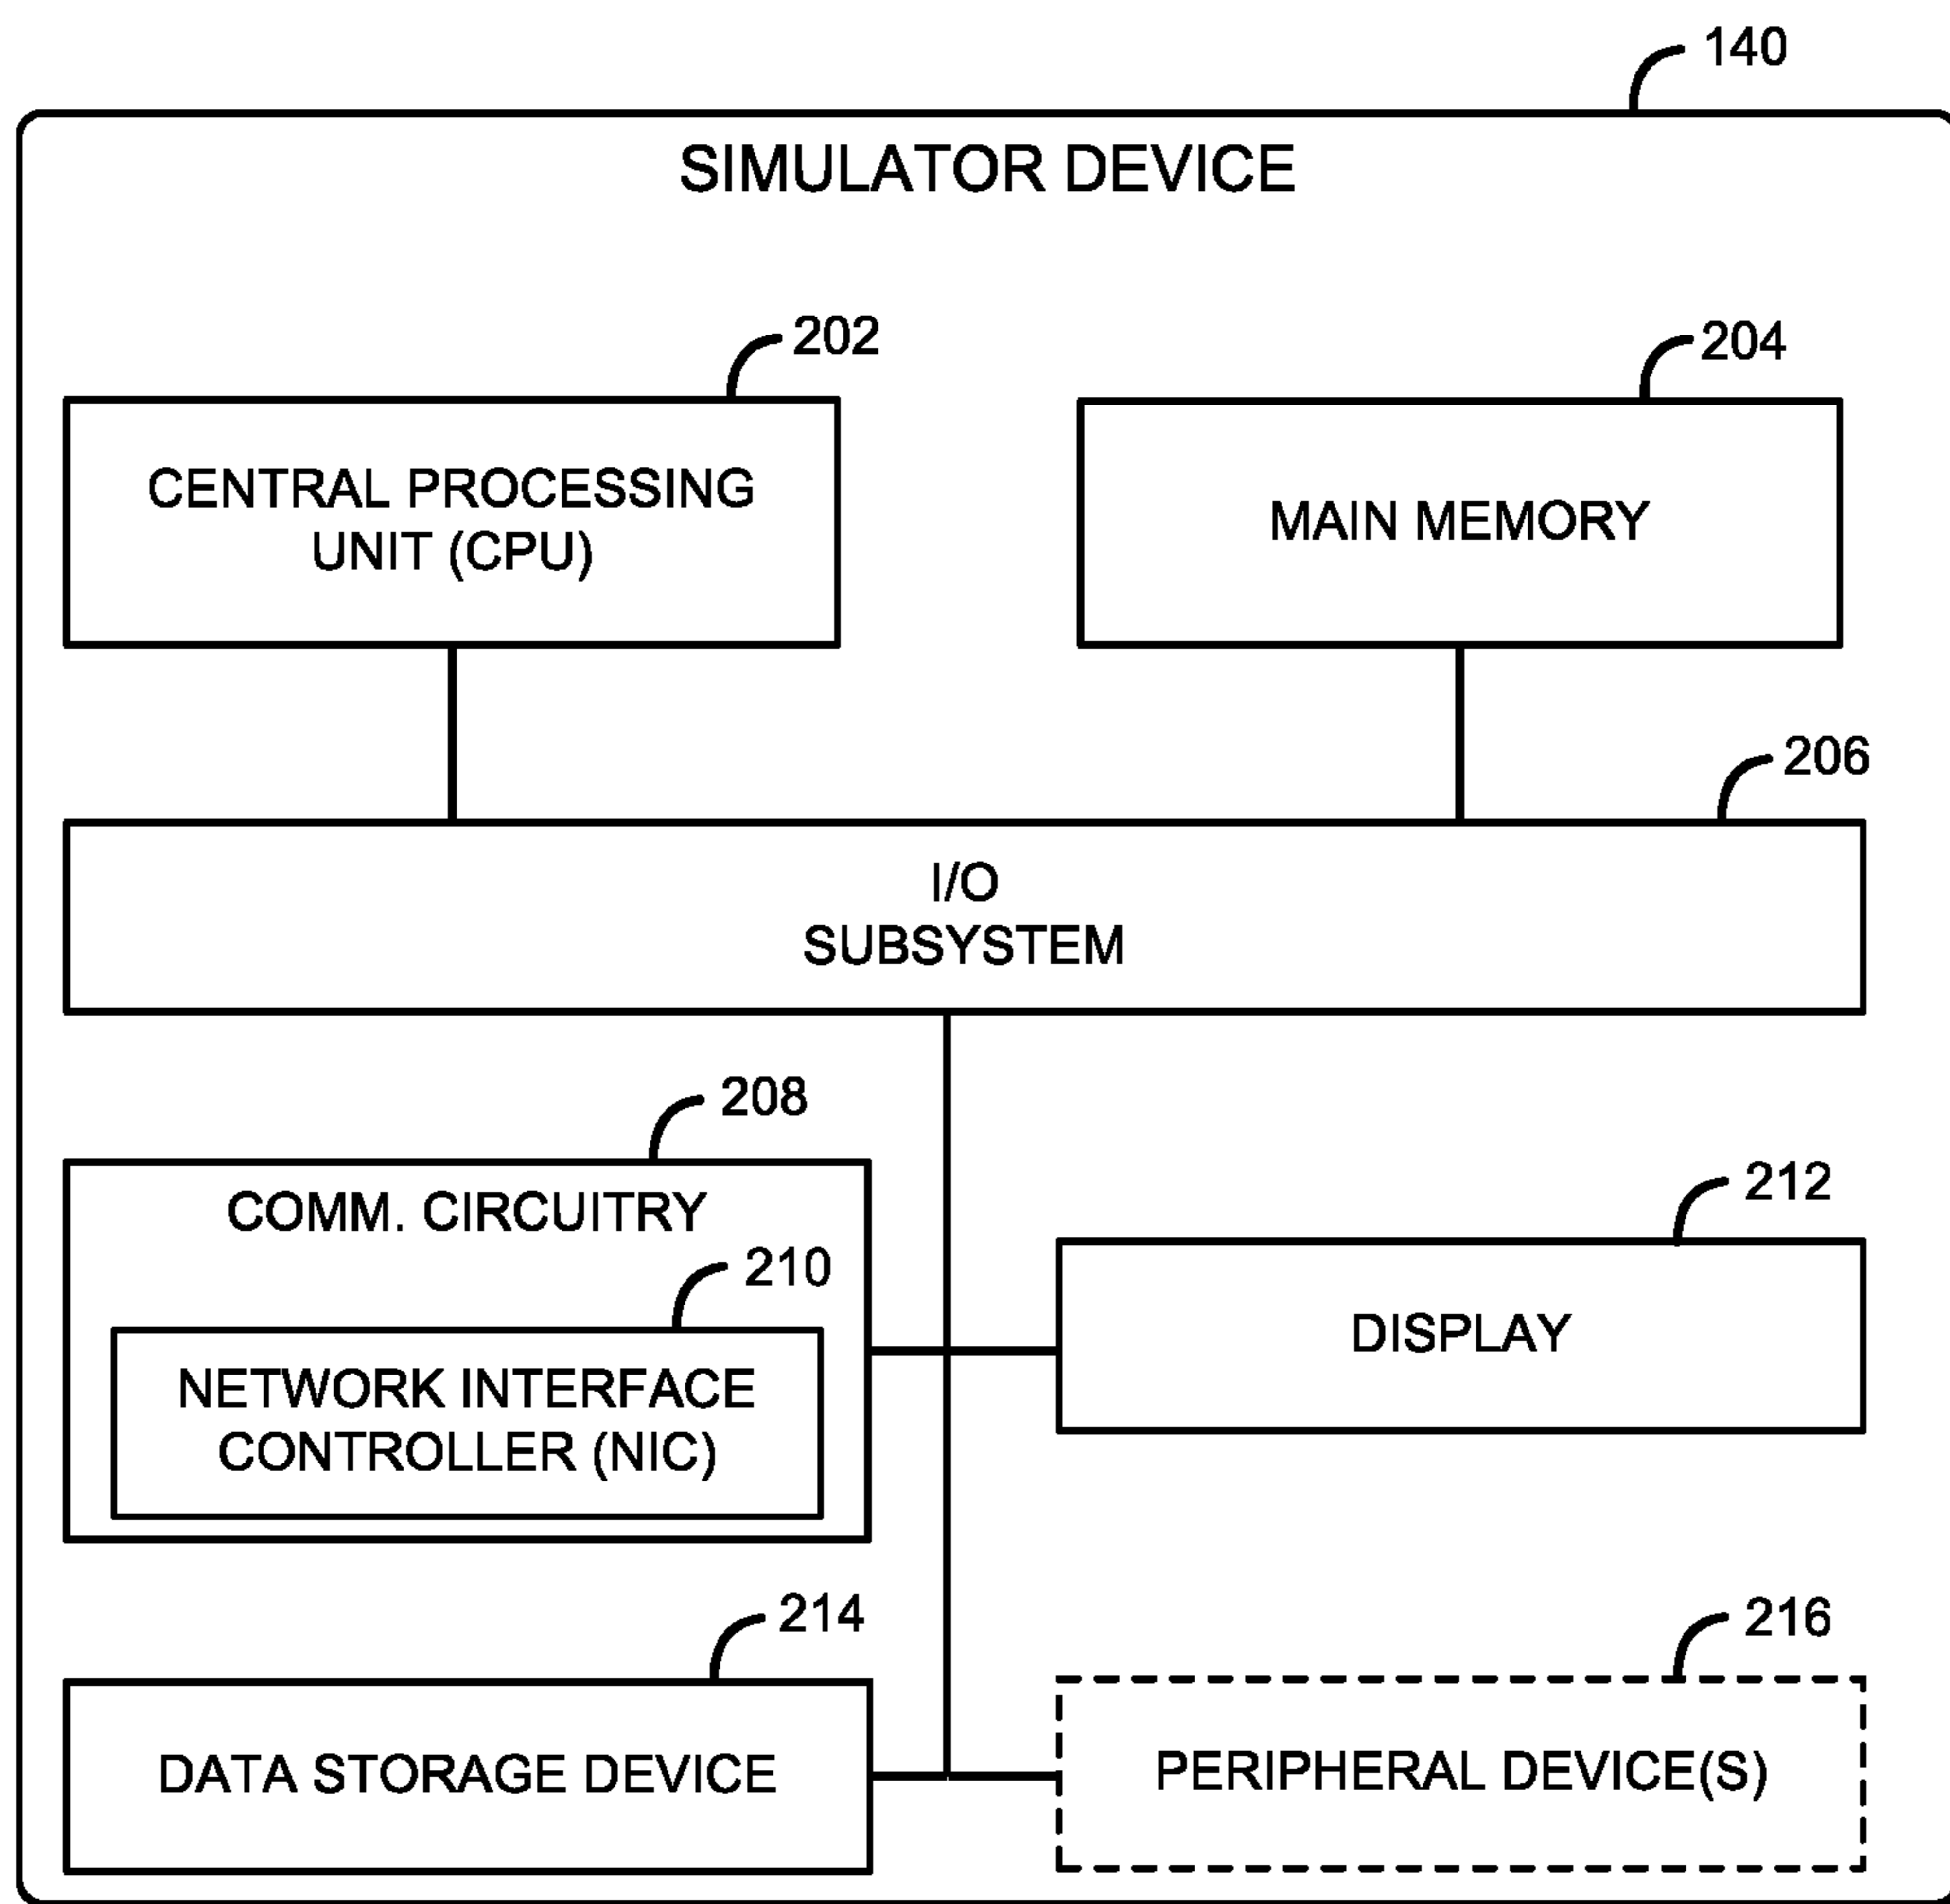 140
SIMULATOR DEVICE
202
204
CENTRAL PROCESSING
UNIT (CPU)
MAIN MEMORY
206
I/O
SUBSYSTEM
208
COMM. CIRCUITRY
210
NETWORK INTERFACE
CONTROLLER (NIC)
212
DISPLAY
214
DATA STORAGE DEVICE
216
PERIPHERAL DEVICE(S)